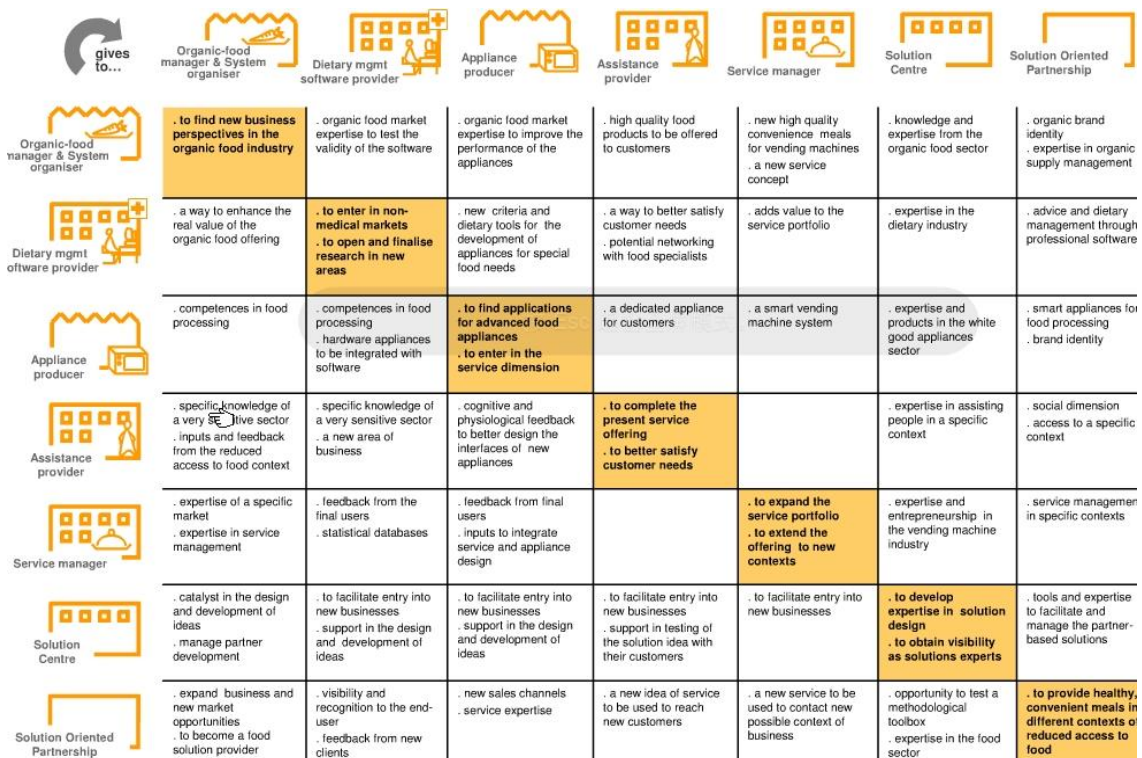 gives
to...
Organic-food
manager & System
organiser
Dietary mgmt
software provider
Appliance
producer
Assistance
provider
Service manager
Solution
Centre
Solution Oriented
Partnership
Organic-food
manager & System
organiser
. to find new business
perspectives in the
organic food industry
. organic food market
expertise to test the
validity of the software
. organic food market
expertise to improve the
performance of the
appliances
. high quality food
products to be offered
to customers
. new high quality
convenience meals
for vending machines
. a new service
concept
. knowledge and
expertise from the
organic food sector
. organic brand
identity
. expertise in organic
supply management
Dietary mgmt
oftware provider
. a way to enhance the
real value of the
organic food offering
. to enter in non-
medical markets
. to open and finalise
research in new
areas
. new criteria and
dietary tools for the
development of
appliances for special
food needs
. a way to better satisfy
customer needs
. potential networking
with food specialists
. adds value to the
service portfolio
. expertise in the
dietary industry
. advice and dietary
management through
professional software
Appliance
producer
. competences in food
processing
. competences in food
processing
. hardware appliances
to be integrated with
software
. to find applications
for advanced food
appliances
. to enter in the
service dimension
. a dedicated appliance
for customers
. a smart vending
machine system
. expertise and
products in the white
good appliances
sector
. smart appliances for
food processing
. brand identity
Assistance
provider
. specific knowledge of
a very sensitive sector
. inputs and feedback
from the reduced
access to food context
. specific knowledge of
a very sensitive sector
. a new area of
business
. cognitive and
physiological feedback
to better design the
interfaces of new
appliances
. to complete the
present service
offering
. to better satisfy
customer needs
. expertise in assisting
people in a specific
context
. social dimension
. access to a specific
context
Service manager
. expertise of a specific
market
. expertise in service
management
. feedback from the
final users
. statistical databases
. feedback from final
users
. inputs to integrate
service and appliance
design
. to expand the
service portfolio
. to extend the
offering to new
contexts
. expertise and
entrepreneurship in
the vending machine
industry
. service management
in specific contexts
Solution
Centre
. catalyst in the design
and development of
ideas
. manage partner
development
. to facilitate entry into
new businesses
. support in the design
and development of
ideas
. to facilitate entry into
new businesses
. support in the design
and development of
ideas
. to facilitate entry into
new businesses
. support in testing of
the solution idea with
their customers
. to facilitate entry into
new businesses
. to develop
expertise in solution
design
. to obtain visibility
as solutions experts
. tools and expertise
to facilitate and
manage the partner-
based solutions
Solution Oriented
Partnership
. expand business and
new market
opportunities
. to become a food
solution provider
. visibility and
recognition to the end-
user
. feedback from new
clients
. new sales channels
. service expertise
. a new idea of service
to be used to reach
new customers
. a new service to be
used to contact new
possible context of
business
. opportunity to test a
methodological
toolbox
. expertise in the food
sector
. to provide healthy,
convenient meals in
different contexts of
reduced access to
food